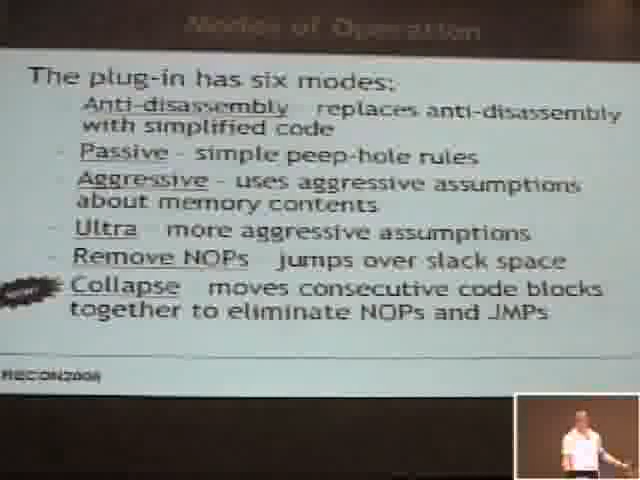 Modes of Operation
The plug-in has six modes:
Anti-disassembly replaces anti-disassembly
with simplified code
- Passive - simple peep-hole rules
- Aggressive - uses aggressive assumptions
about memory contents
- Ultra more aggressive assumptions
- Remove NOPs jumps over slack space
Collapse moves consecutive code blocks
together to eliminate NOPs and JMPs
RECON2008